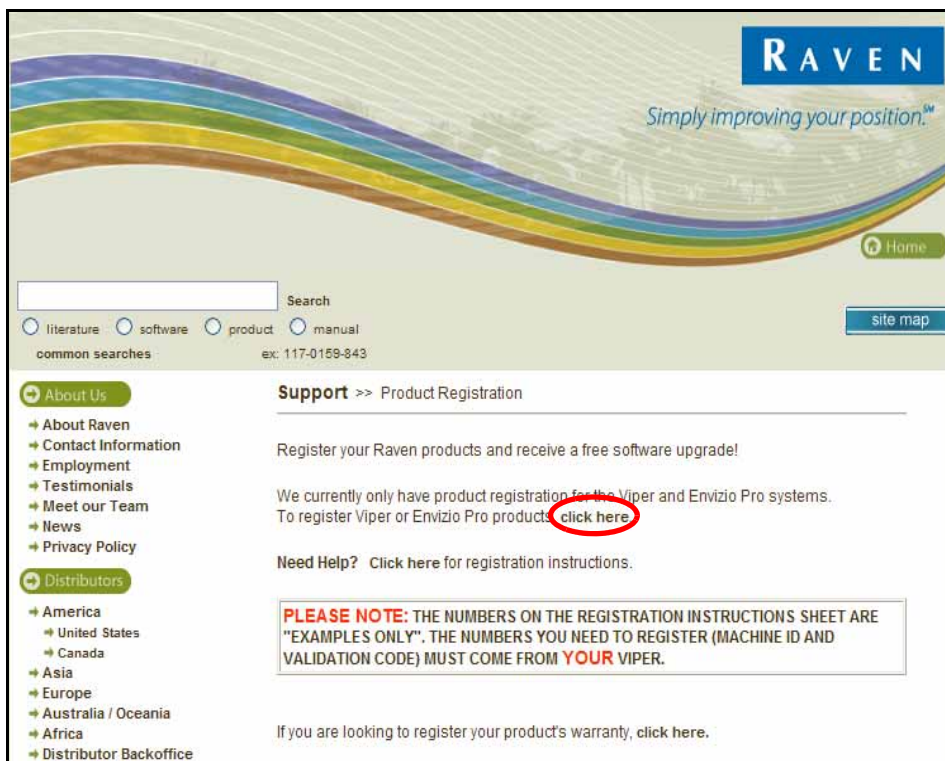 RAVEN
Simply improving your position.℠
Home
Search
literature software product manual
site map
common searches ex: 117-0159-843
About Us
About Raven
Contact Information
Employment
Testimonials
Meet our Team
News
Privacy Policy
Distributors
America
United States
Canada
Asia
Europe
Australia / Oceania
Africa
Distributor Backoffice
Support >> Product Registration
Register your Raven products and receive a free software upgrade!
We currently only have product registration for the Viper and Envizio Pro systems.
To register Viper or Envizio Pro products click here
Need Help? Click here for registration instructions.
PLEASE NOTE: THE NUMBERS ON THE REGISTRATION INSTRUCTIONS SHEET ARE
"EXAMPLES ONLY". THE NUMBERS YOU NEED TO REGISTER (MACHINE ID AND
VALIDATION CODE) MUST COME FROM YOUR VIPER.
If you are looking to register your product's warranty, click here.